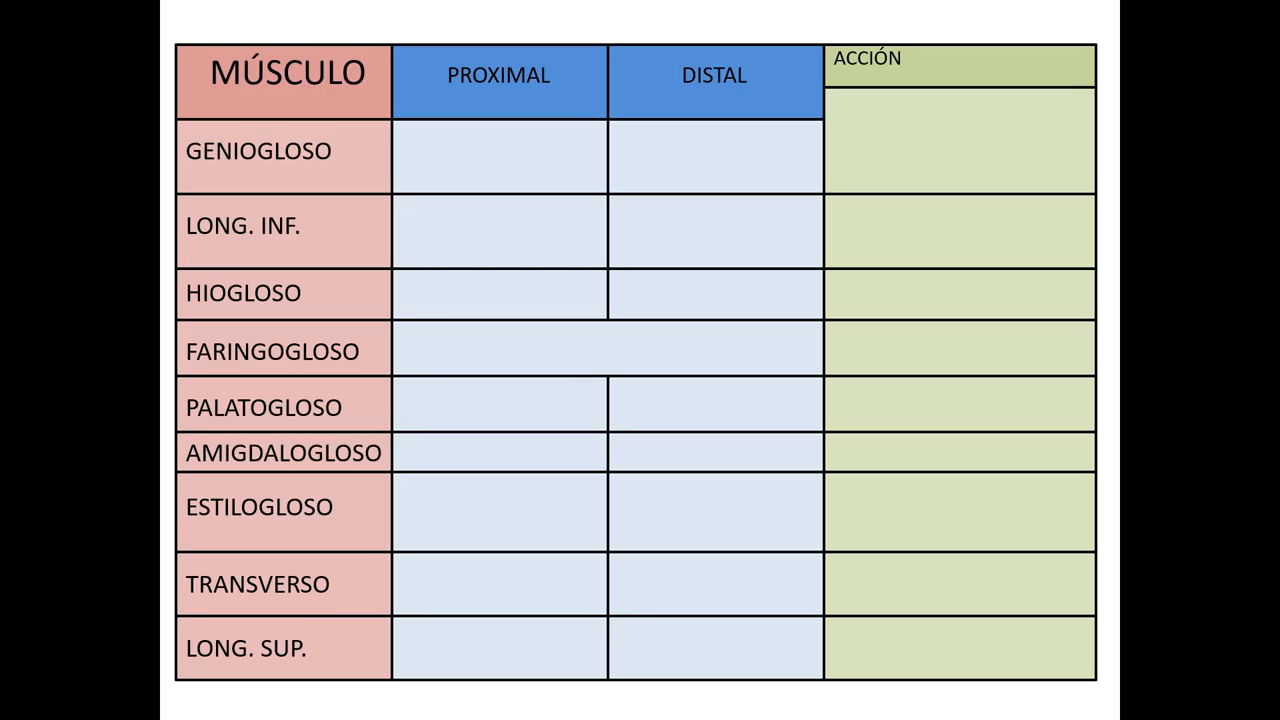 MÚSCULO PROXIMAL DISTAL ACCIÓN
GENIOGLOSO
LONG. INF.
HIOGLOSO
FARINGOGLOSO
PALATOGLOSO
AMIGDALOGLOSO
ESTILOGLOSO
TRANSVERSO
LONG. SUP.